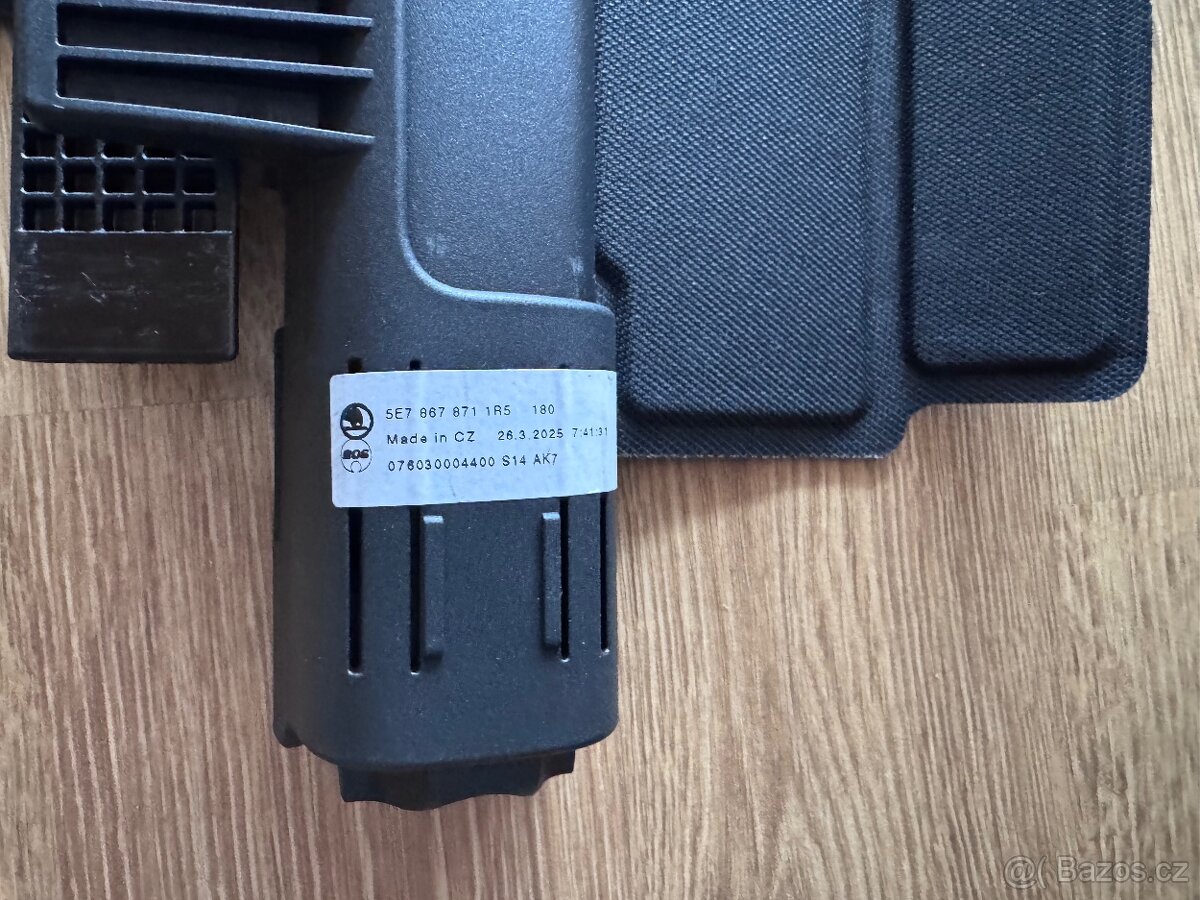 5E7 867 871 1R5 180
Made in CZ 26.3.2025 7:41:31
BOS
076030004400 S14 AK7
@( Bazos.cz